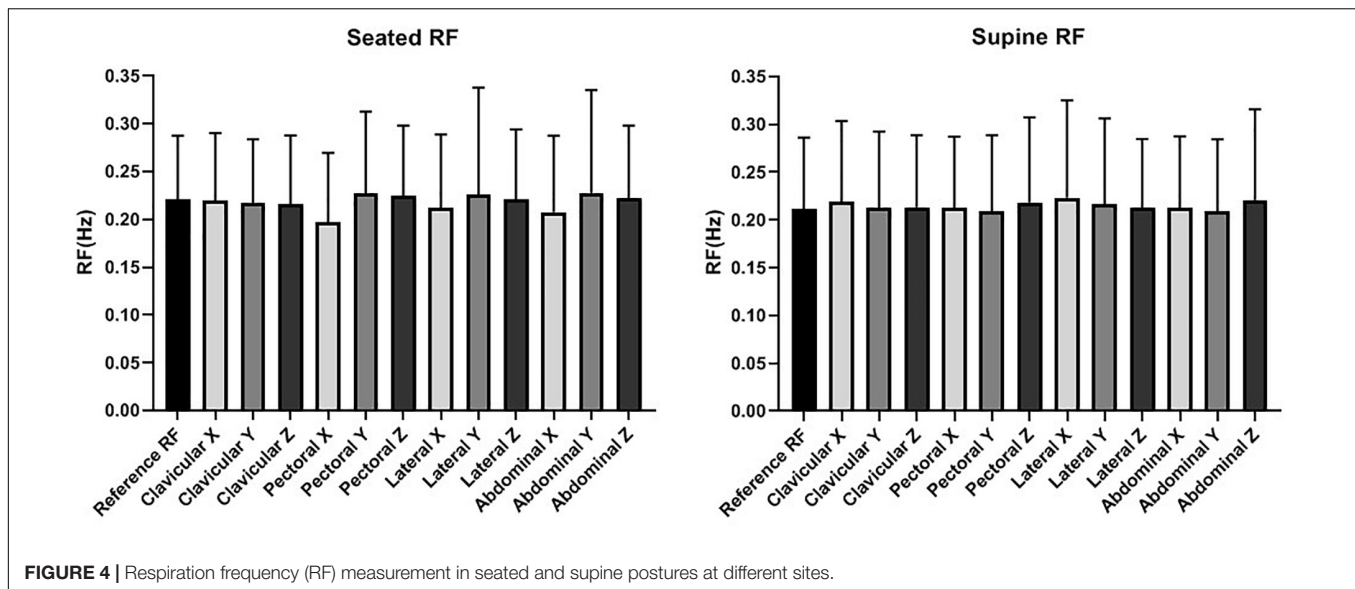 Seated RF
RF(Hz)
0.35
0.30
0.25
0.20
0.15
0.10
0.05
0.00
Reference RF
Clavicular X
Clavicular Y
Clavicular Z
Pectoral X
Pectoral Y
Pectoral Z
Lateral X
Lateral Y
Lateral Z
Abdominal X
Abdominal Y
Abdominal Z
Supine RF
RF(Hz)
0.35
0.30
0.25
0.20
0.15
0.10
0.05
0.00
Reference RF
Clavicular X
Clavicular Y
Clavicular Z
Pectoral X
Pectoral Y
Pectoral Z
Lateral X
Lateral Y
Lateral Z
Abdominal X
Abdominal Y
Abdominal Z
FIGURE 4 | Respiration frequency (RF) measurement in seated and supine postures at different sites.